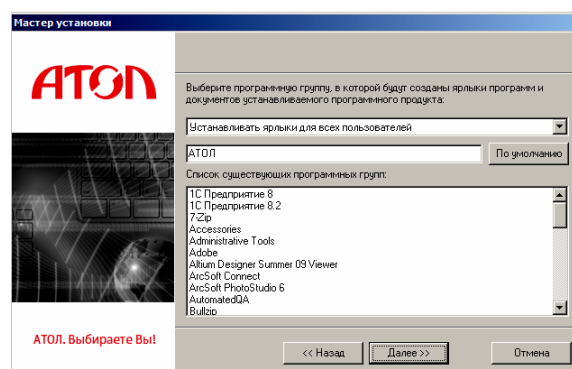 Мастер установки
АТОЛ
Выберите программную группу, в которой будут созданы ярлыки программ и
документов устанавливаемого программного продукта:
Устанавливать ярлыки для всех пользователей
АТОЛ
По умолчанию
Список существующих программных групп:
1С Предприятие 8
1С Предприятие 8.2
7-Zip
Accessories
Administrative Tools
Adobe
Altium Designer Summer 09 Viewer
ArcSoft Connect
ArcSoft PhotoStudio 6
AutomatedQA
Bullzip
АТОЛ. Выбираете Вы!
<< Назад
Далее >>
Отмена